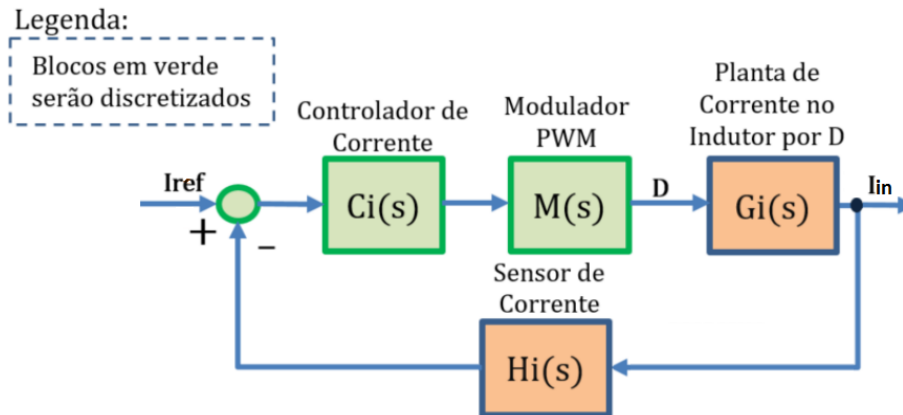 Legenda:
Blocos em verde
serão discretizados
Controlador de
Corrente
Modulador
PWM
Planta de
Corrente no
Indutor por D
Iref
+
−
Ci(s)
M(s)
D
Gi(s)
Iin
Sensor de
Corrente
Hi(s)